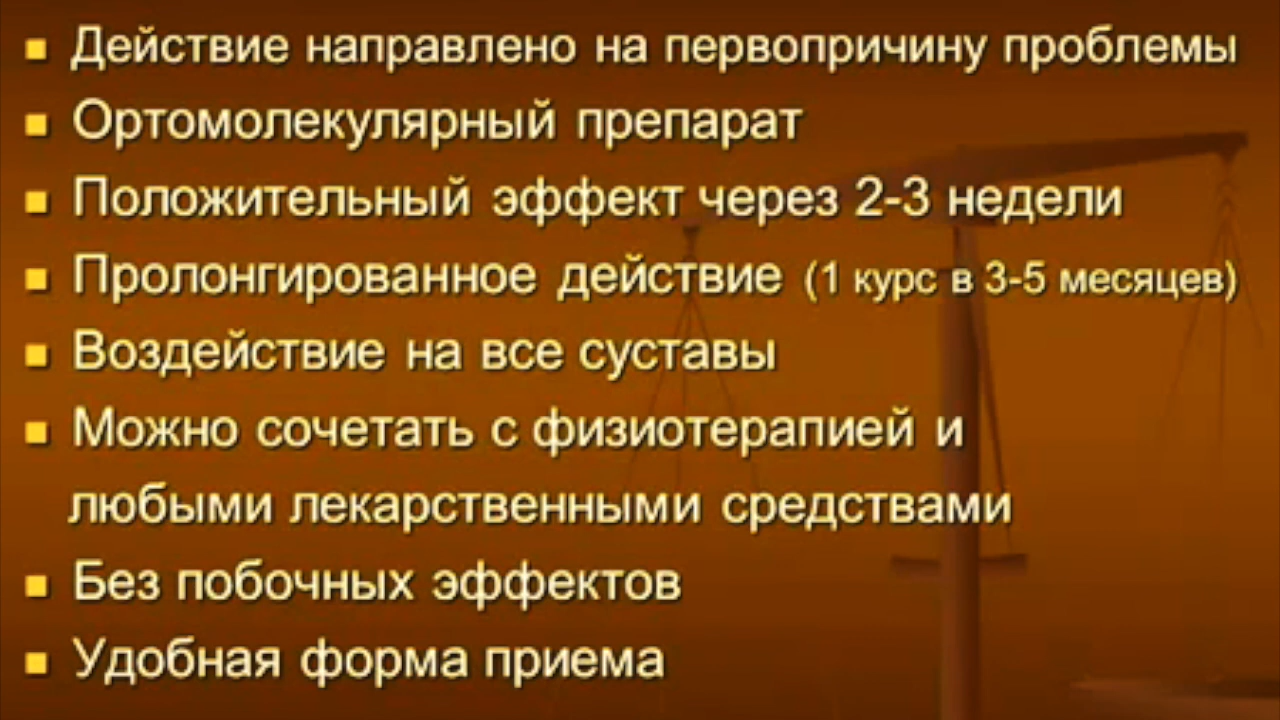 Действие направлено на первопричину проблемы
Ортомолекулярный препарат
Положительный эффект через 2-3 недели
Пролонгированное действие (1 курс в 3-5 месяцев)
Воздействие на все суставы
Можно сочетать с физиотерапией и
любыми лекарственными средствами
Без побочных эффектов
Удобная форма приема